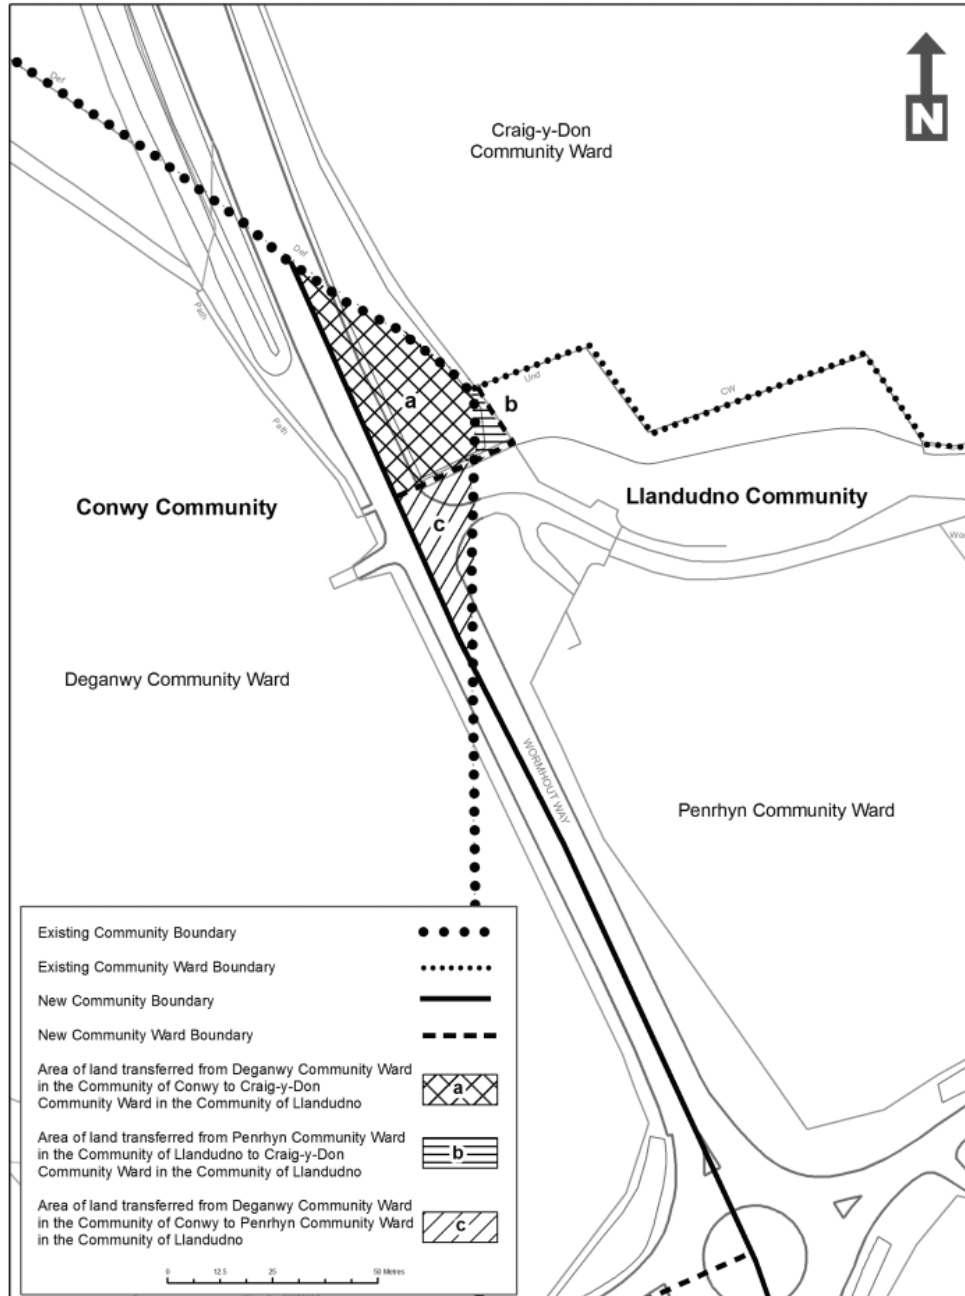 Def
Craig-y-Don
Community Ward
N
Def
Path
Path
Und
CW
a
b
c
Conwy Community
Llandudno Community
Deganwy Community Ward
WORMHOUT WAY
Penrhyn Community Ward
Existing Community Boundary
Existing Community Ward Boundary
New Community Boundary
New Community Ward Boundary
Area of land transferred from Deganwy Community Ward
in the Community of Conwy to Craig-y-Don
Community Ward in the Community of Llandudno
a
Area of land transferred from Penrhyn Community Ward
in the Community of Llandudno to Craig-y-Don
Community Ward in the Community of Llandudno
b
Area of land transferred from Deganwy Community Ward
in the Community of Conwy to Penrhyn Community Ward
in the Community of Llandudno
c
0 12.5 25 50 Metres